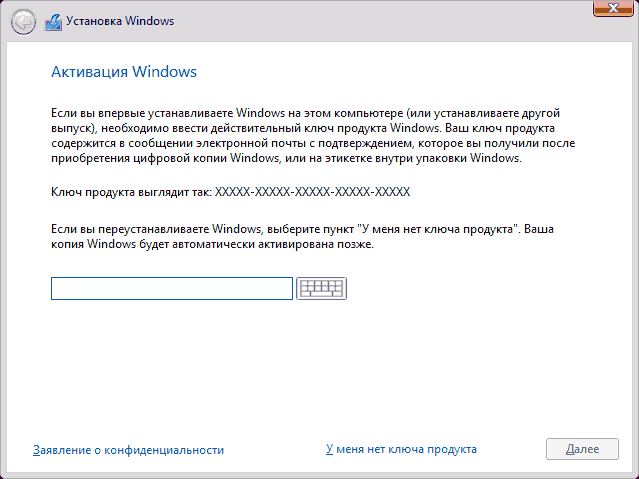 Установка Windows
Активация Windows
Если вы впервые устанавливаете Windows на этом компьютере (или устанавливаете другой
выпуск), необходимо ввести действительный ключ продукта Windows. Ваш ключ продукта
содержится в сообщении электронной почты с подтверждением, которое вы получили после
приобретения цифровой копии Windows, или на этикетке внутри упаковки Windows.
Ключ продукта выглядит так: XXXXX-XXXXX-XXXXX-XXXXX-XXXXX
Если вы переустанавливаете Windows, выберите пункт "У меня нет ключа продукта". Ваша
копия Windows будет автоматически активирована позже.
Заявление о конфиденциальности
У меня нет ключа продукта
Далее